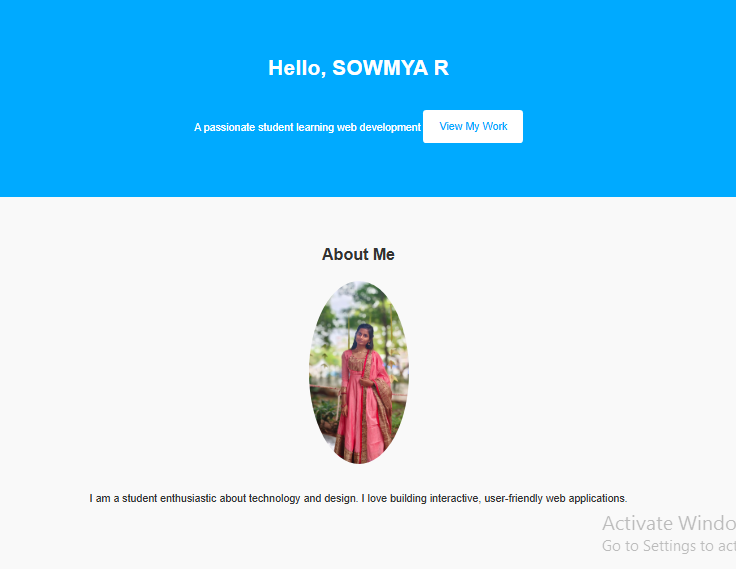 Hello, SOWMYA R
A passionate student learning web development View My Work
About Me
I am a student enthusiastic about technology and design. I love building interactive, user-friendly web applications.
Activate Windo
Go to Settings to act